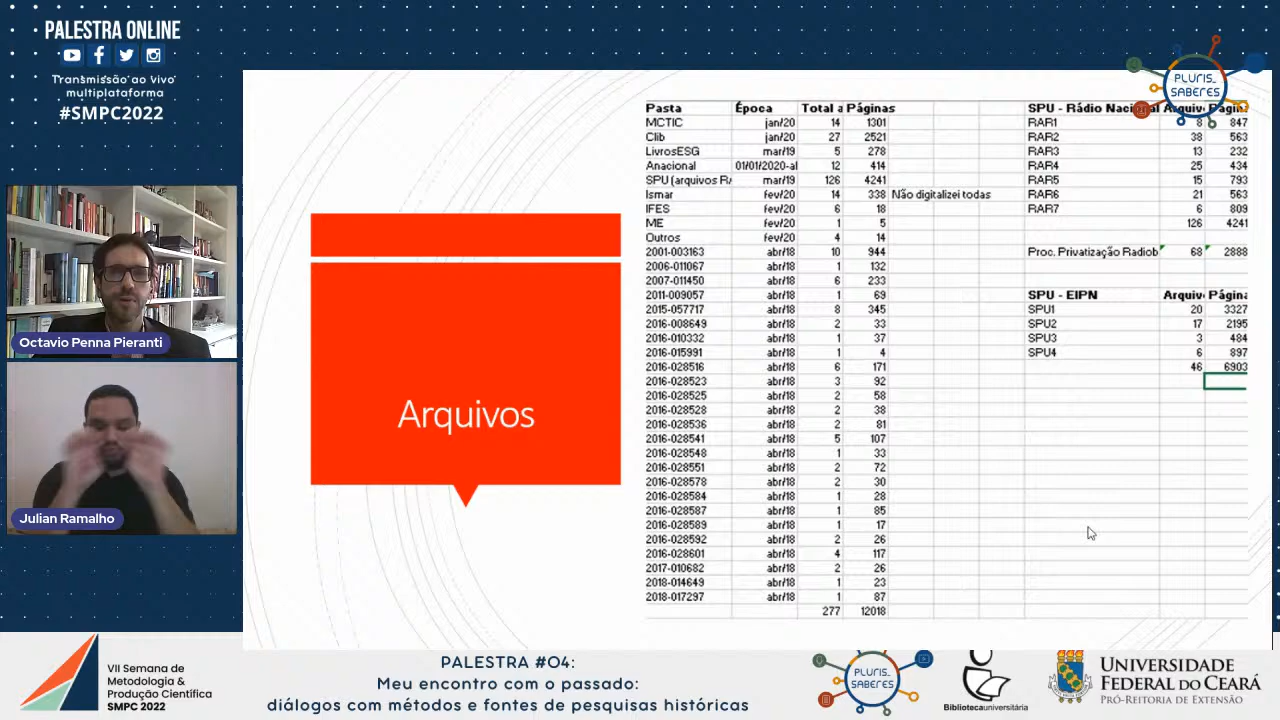 PALESTRA ONLINE
Transmissão ao vivo
multiplataforma
#SMPC2022
PLURIS_
SABERES
Octavio Penna Pieranti
Julian Ramalho
Arquivos
Pasta Época Total a Páginas
MCTIC jan/20 14 1301
Clib jan/20 27 2521
LivrosESG mar/19 5 278
Anacional 01/01/2020-al 12 414
SPU (arquivos RA mar/19 126 4241
Ismar fev/20 14 338 Não digitalizei todas
IFES fev/20 6 18
ME fev/20 1 5
Outros fev/20 4 14
2001-003163 abr/18 10 944
2006-011067 abr/18 1 132
2007-011450 abr/18 6 233
2011-009057 abr/18 1 69
2015-057717 abr/18 8 345
2016-008649 abr/18 2 33
2016-010332 abr/18 1 37
2016-015991 abr/18 1 4
2016-028516 abr/18 6 171
2016-028523 abr/18 3 92
2016-028525 abr/18 2 58
2016-028528 abr/18 2 38
2016-028536 abr/18 2 81
2016-028541 abr/18 5 107
2016-028548 abr/18 1 33
2016-028551 abr/18 2 72
2016-028578 abr/18 2 30
2016-028584 abr/18 1 28
2016-028587 abr/18 1 85
2016-028589 abr/18 1 17
2016-028592 abr/18 2 26
2016-028601 abr/18 4 117
2017-010682 abr/18 2 26
2018-014649 abr/18 1 23
2018-017297 abr/18 1 87
277 12018
SPU - Rádio Nacional Arquiv Página
RAR1 8 847
RAR2 38 563
RAR3 13 232
RAR4 25 434
RAR5 15 793
RAR6 21 563
RAR7 6 809
126 4241
Proc. Privatização Radiob 68 2888
SPU - EIPN Arquiv Página
SPU1 20 3327
SPU2 17 2195
SPU3 3 484
SPU4 6 897
46 6903
VII Semana de
Metodologia &
Produção Científica
SMPC 2022
PALESTRA #04:
Meu encontro com o passado:
diálogos com métodos e fontes de pesquisas históricas
PLURIS_
SABERES
Bibliotecauniversitária
UNIVERSIDADE
FEDERAL DO CEARÁ
PRÓ-REITORIA DE EXTENSÃO